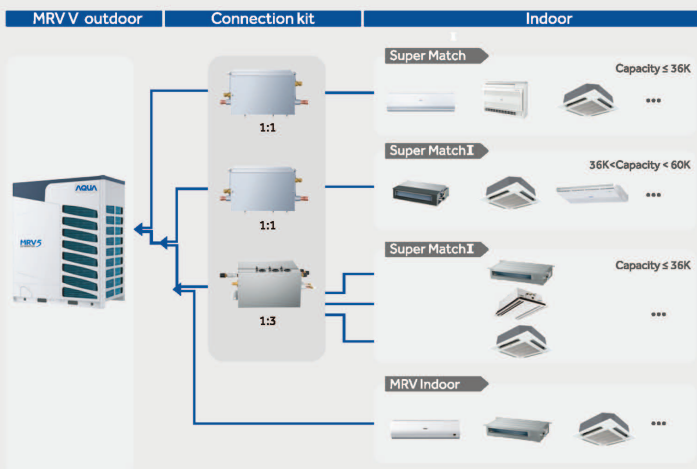 MRV V outdoor
Connection kit
Indoor
I
Super Match
Capacity ≤ 36K
1:1
Super Match I
36K<Capacity < 60K
1:1
AQUA
MRV5
Super Match I
Capacity ≤ 36K
1:3
MRV Indoor